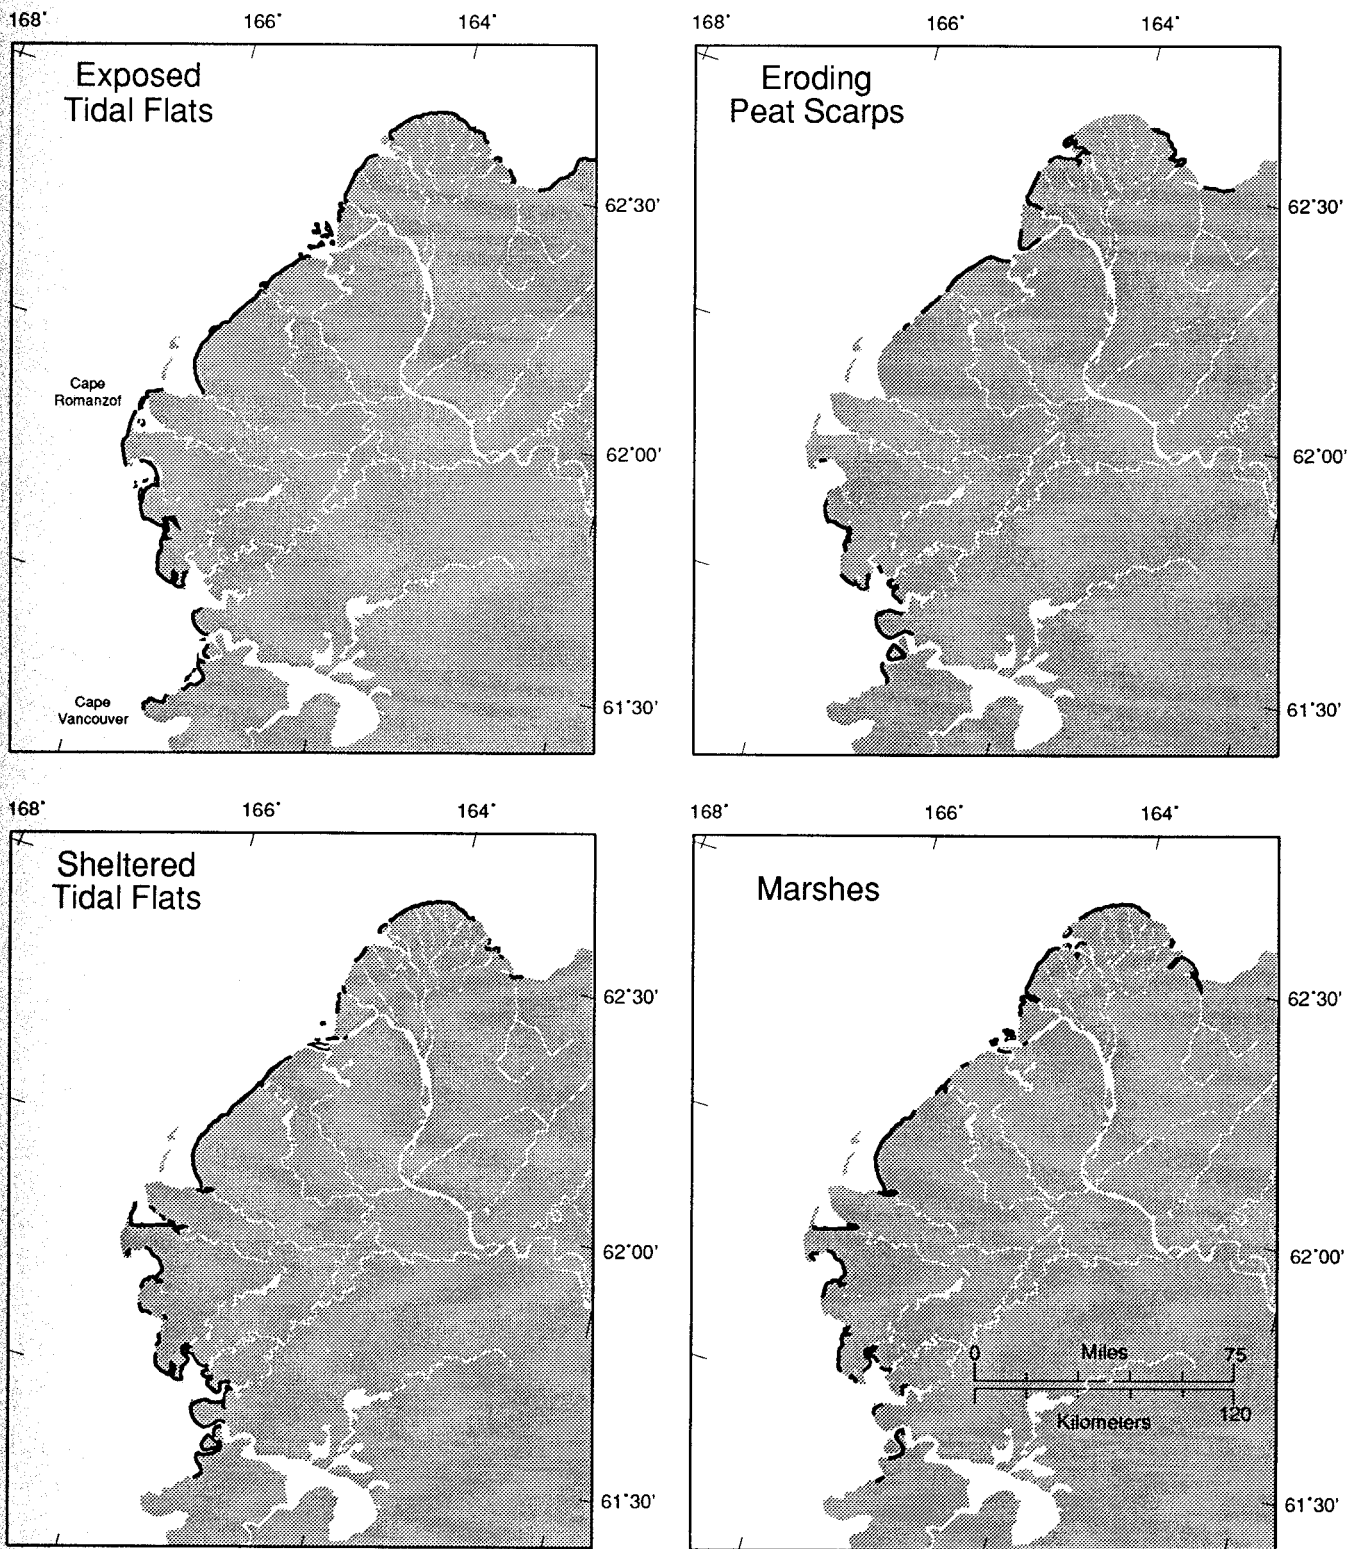 168°
166°
164°
Exposed
Tidal Flats
Cape
Romanzof
Cape
Vancouver
62°30'
62°00'
61°30'
168°
166°
164°
Eroding
Peat Scarps
62°30'
62°00'
61°30'
168°
166°
164°
Sheltered
Tidal Flats
62°30'
62°00'
61°30'
168°
166°
164°
Marshes
62°30'
62°00'
0 Miles 75
Kilometers 120
61°30'